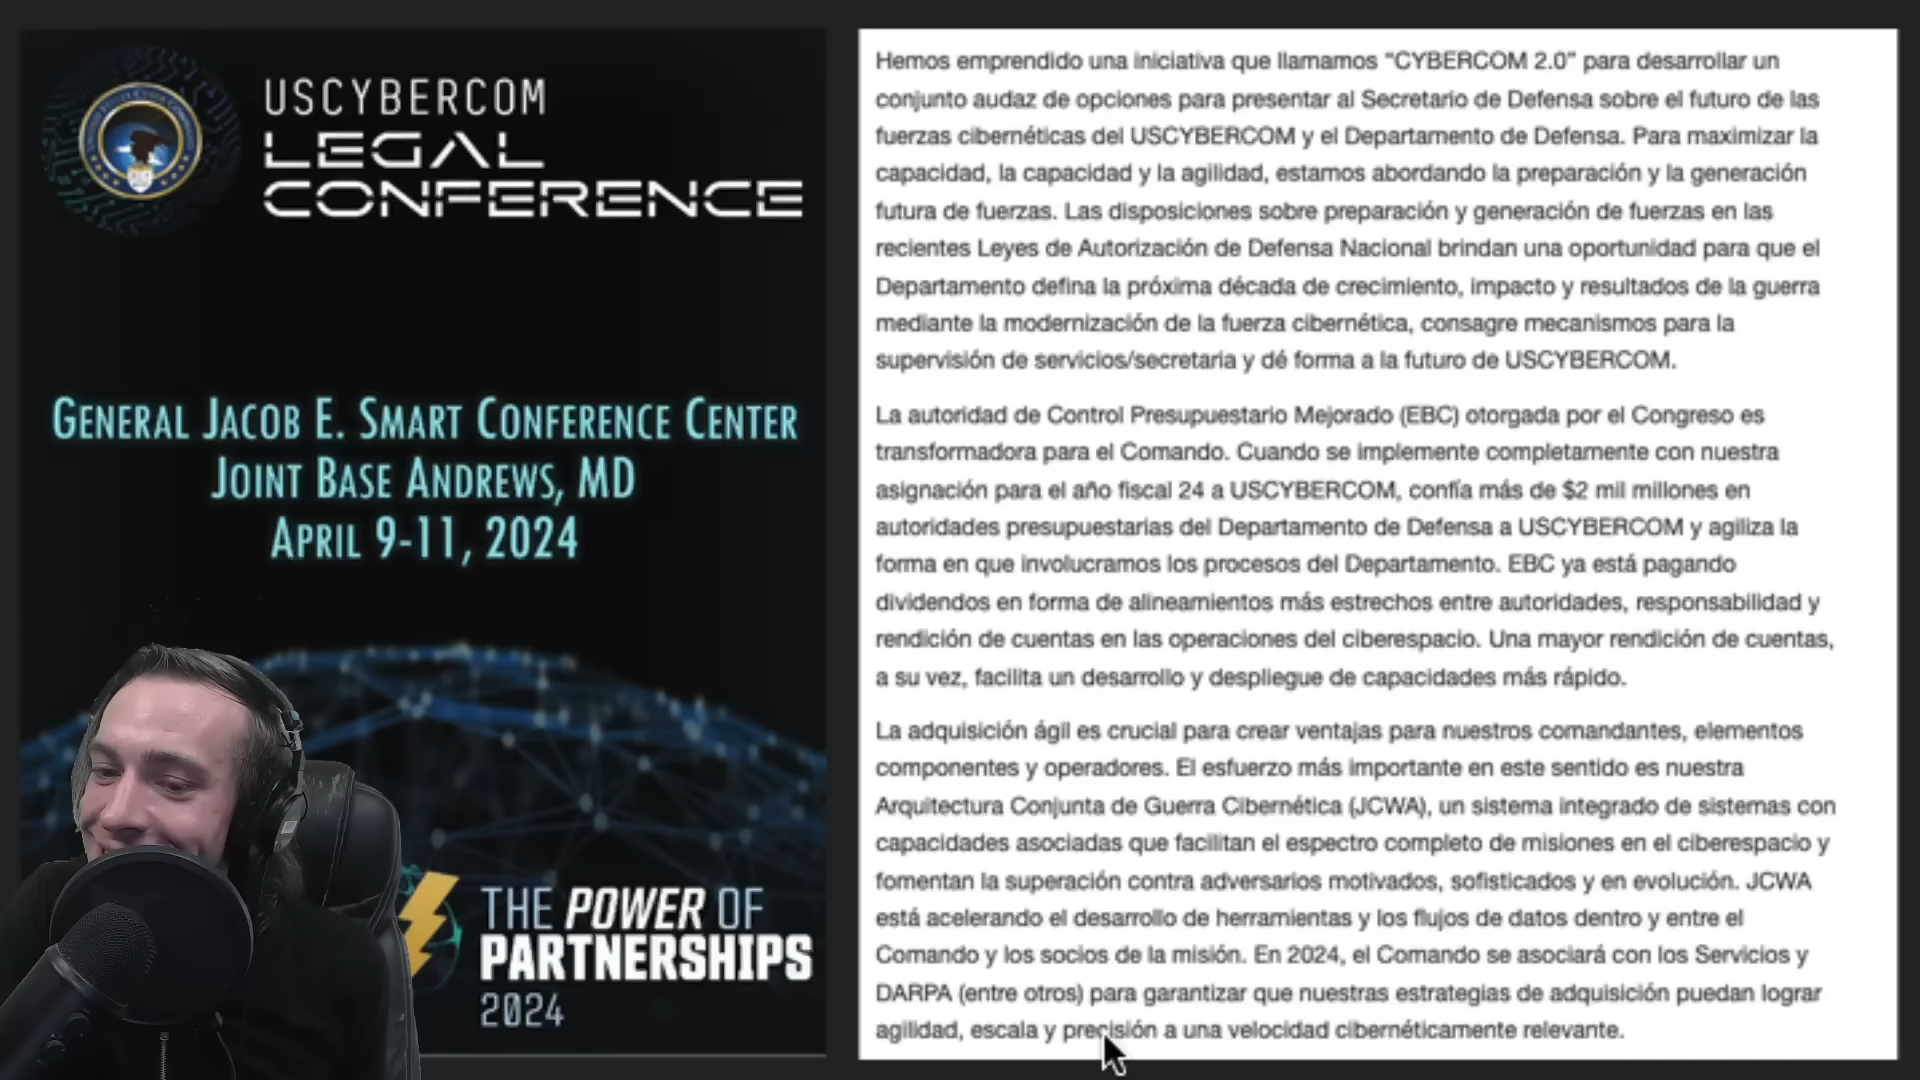 USCYBERCOM
LEGAL
CONFERENCE
GENERAL JACOB E. SMART CONFERENCE CENTER
JOINT BASE ANDREWS, MD
APRIL 9-11, 2024
THE POWER OF
PARTNERSHIPS
2024
Hemos emprendido una iniciativa que llamamos "CYBERCOM 2.0" para desarrollar un
conjunto audaz de opciones para presentar al Secretario de Defensa sobre el futuro de las
fuerzas cibernéticas del USCYBERCOM y el Departamento de Defensa. Para maximizar la
capacidad, la capacidad y la agilidad, estamos abordando la preparación y la generación
futura de fuerzas. Las disposiciones sobre preparación y generación de fuerzas en las
recientes Leyes de Autorización de Defensa Nacional brindan una oportunidad para que el
Departamento defina la próxima década de crecimiento, impacto y resultados de la guerra
mediante la modernización de la fuerza cibernética, consagre mecanismos para la
supervisión de servicios/secretaria y dé forma a la futuro de USCYBERCOM.
La autoridad de Control Presupuestario Mejorado (EBC) otorgada por el Congreso es
transformadora para el Comando. Cuando se implemente completamente con nuestra
asignación para el año fiscal 24 a USCYBERCOM, confía más de $2 mil millones en
autoridades presupuestarias del Departamento de Defensa a USCYBERCOM y agiliza la
forma en que involucramos los procesos del Departamento. EBC ya está pagando
dividendos en forma de alineamientos más estrechos entre autoridades, responsabilidad y
rendición de cuentas en las operaciones del ciberespacio. Una mayor rendición de cuentas,
a su vez, facilita un desarrollo y despliegue de capacidades más rápido.
La adquisición ágil es crucial para crear ventajas para nuestros comandantes, elementos
componentes y operadores. El esfuerzo más importante en este sentido es nuestra
Arquitectura Conjunta de Guerra Cibernética (JCWA), un sistema integrado de sistemas con
capacidades asociadas que facilitan el espectro completo de misiones en el ciberespacio y
fomentan la superación contra adversarios motivados, sofisticados y en evolución. JCWA
está acelerando el desarrollo de herramientas y los flujos de datos dentro y entre el
Comando y los socios de la misión. En 2024, el Comando se asociará con los Servicios y
DARPA (entre otros) para garantizar que nuestras estrategias de adquisición puedan lograr
agilidad, escala y precisión a una velocidad cibernéticamente relevante.